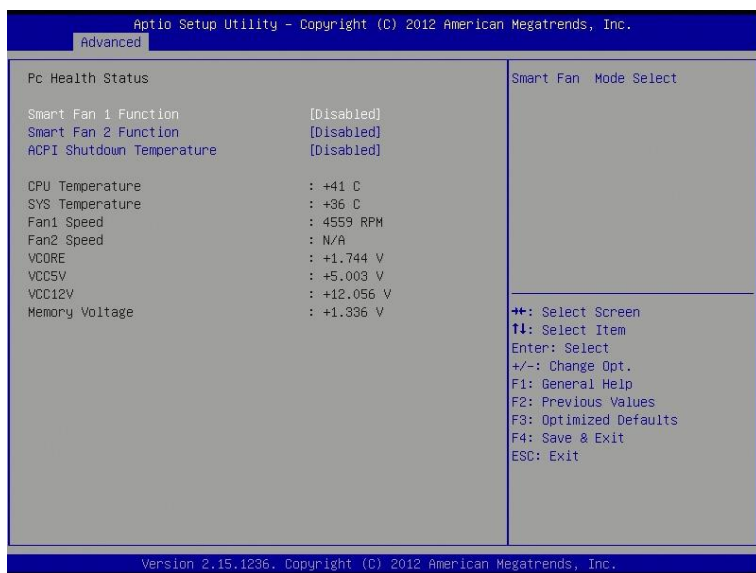 Aptio Setup Utility – Copyright (C) 2012 American Megatrends, Inc.
Advanced
Pc Health Status
Smart Fan 1 Function [Disabled]
Smart Fan 2 Function [Disabled]
ACPI Shutdown Temperature [Disabled]
CPU Temperature : +41 C
SYS Temperature : +36 C
Fan1 Speed : 4559 RPM
Fan2 Speed : N/A
VCORE : +1.744 V
VCC5V : +5.003 V
VCC12V : +12.056 V
Memory Voltage : +1.336 V
Smart Fan Mode Select
→←: Select Screen
↑↓: Select Item
Enter: Select
+/-: Change Opt.
F1: General Help
F2: Previous Values
F3: Optimized Defaults
F4: Save & Exit
ESC: Exit
Version 2.15.1236. Copyright (C) 2012 American Megatrends, Inc.